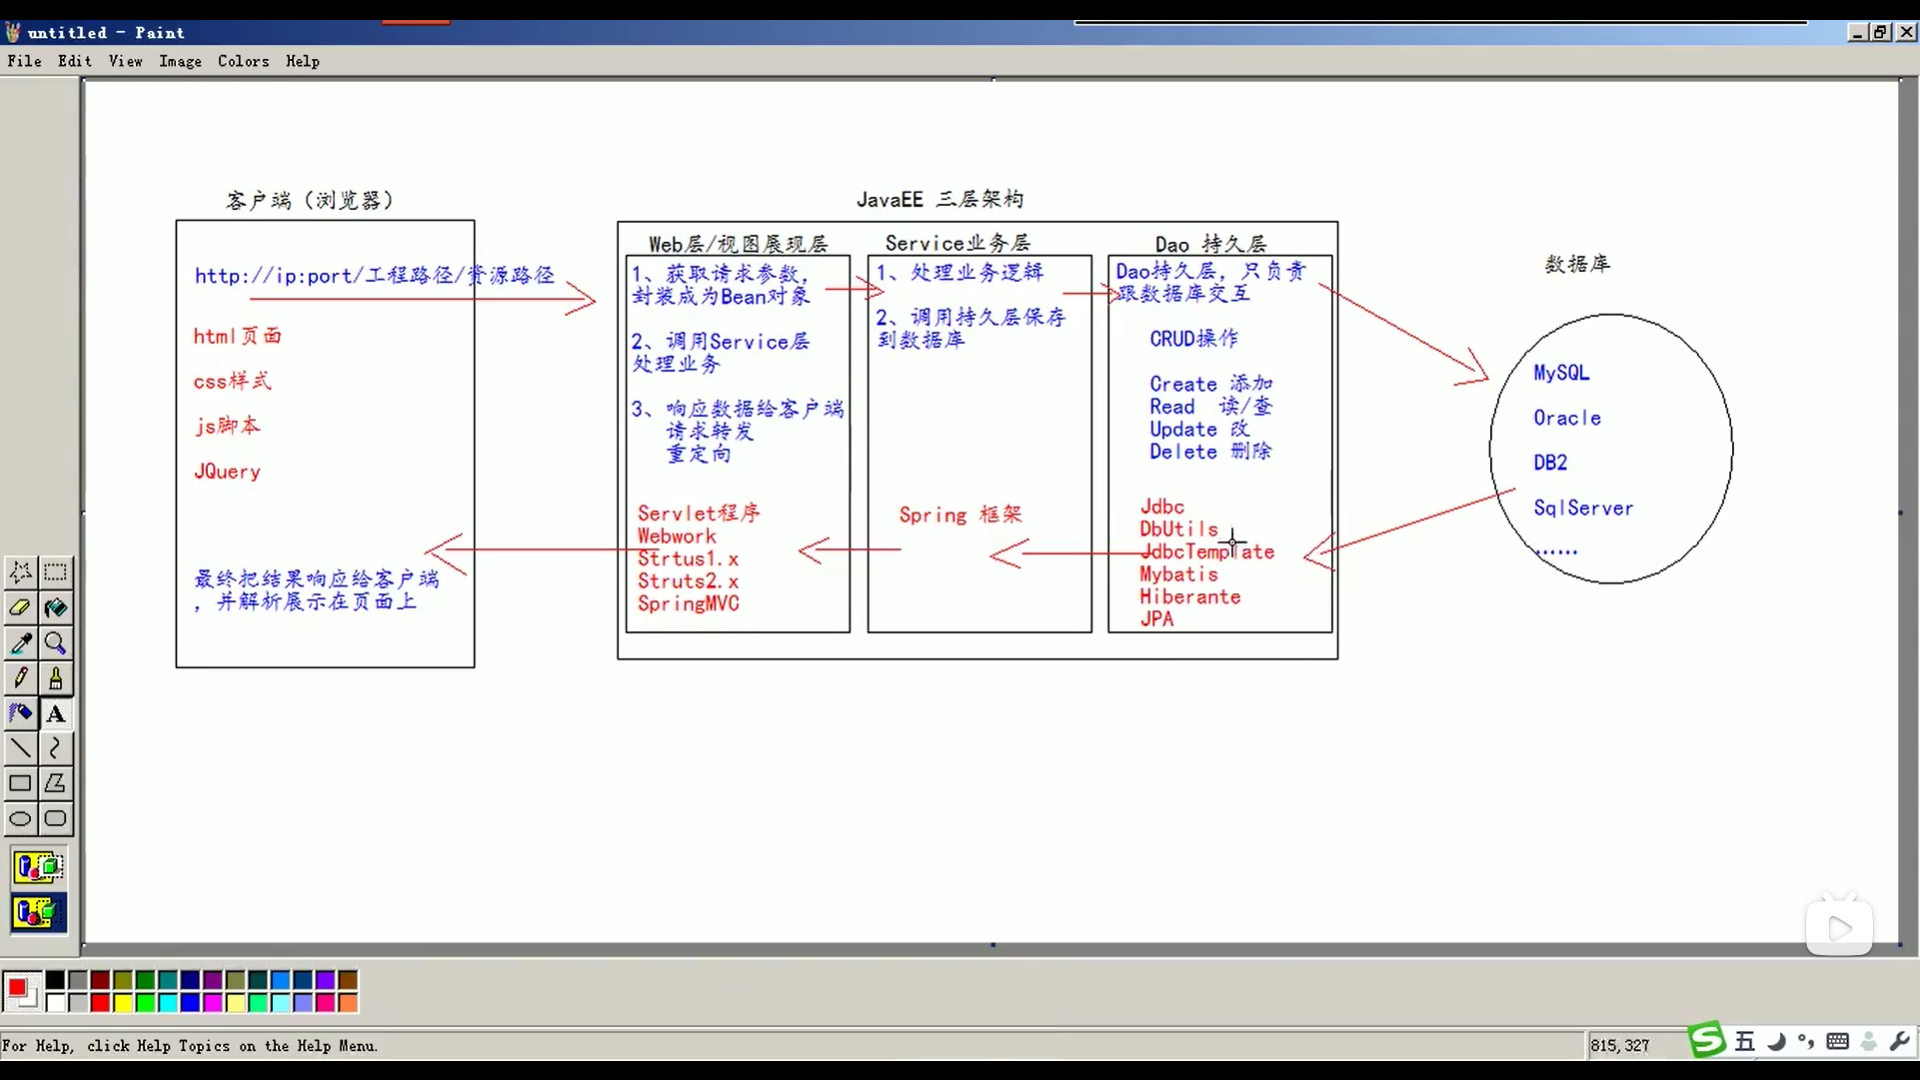 untitled - Paint
File Edit View Image Colors Help
客户端（浏览器）
http://ip:port/工程路径/资源路径
html页面
css样式
js脚本
JQuery
最终把结果响应给客户端
，并解析展示在页面上
JavaEE 三层架构
Web层/视图展现层
1、获取请求参数，
封装成为Bean对象
2、调用Service层
处理业务
3、响应数据给客户端
请求转发
重定向
Servlet程序
Webwork
Strtus1.x
Struts2.x
SpringMVC
Service业务层
1、处理业务逻辑
2、调用持久层保存
到数据库
Spring 框架
Dao 持久层
Dao持久层，只负责
跟数据库交互
CRUD操作
Create 添加
Read 读/查
Update 改
Delete 删除
Jdbc
DbUtils
JdbcTemplate
Mybatis
Hiberante
JPA
数据库
MySQL
Oracle
DB2
SqlServer
......
For Help, click Help Topics on the Help Menu.
815,327
五